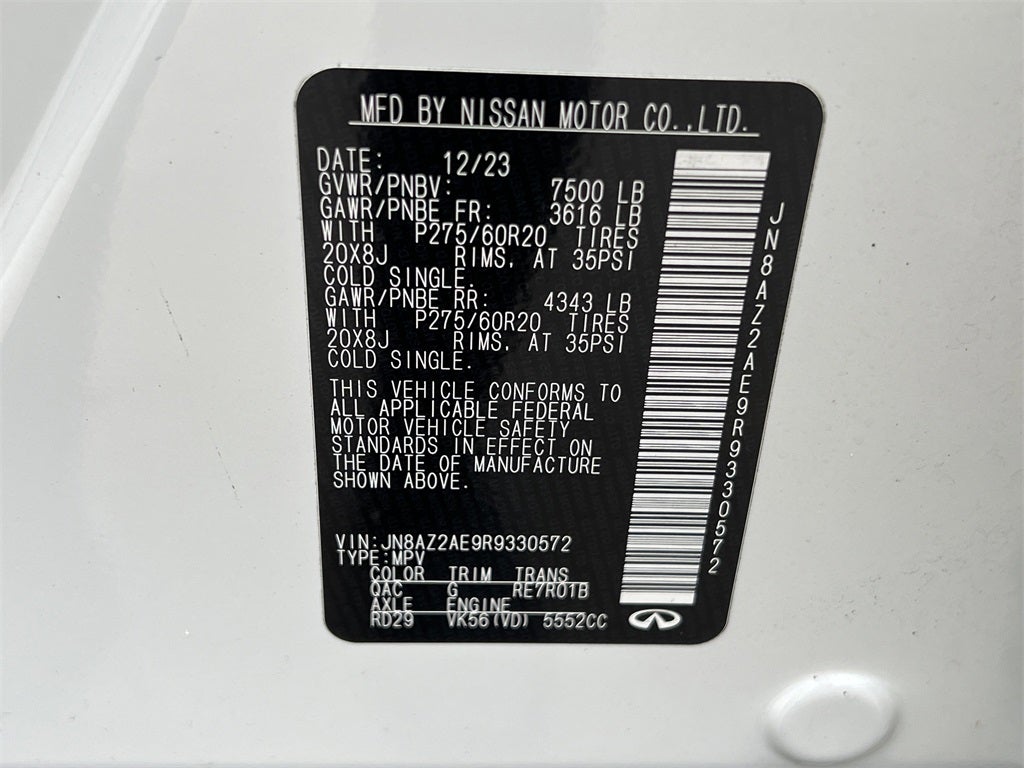 MFD BY NISSAN MOTOR CO.,LTD.
DATE: 12/23
GVWR/PNBV: 7500 LB
GAWR/PNBE FR: 3616 LB
WITH P275/60R20 TIRES
20X8J RIMS, AT 35PSI
COLD SINGLE.
GAWR/PNBE RR: 4343 LB
WITH P275/60R20 TIRES
20X8J RIMS, AT 35PSI
COLD SINGLE.
THIS VEHICLE CONFORMS TO
ALL APPLICABLE FEDERAL
MOTOR VEHICLE SAFETY
STANDARDS IN EFFECT ON
THE DATE OF MANUFACTURE
SHOWN ABOVE.
VIN:JN8AZ2AE9R9330572
TYPE:MPV
COLOR TRIM TRANS
QAC G RE7R01B
AXLE ENGINE
RD29 VK56(VD) 5552CC
JN8AZ2AE9R9330572